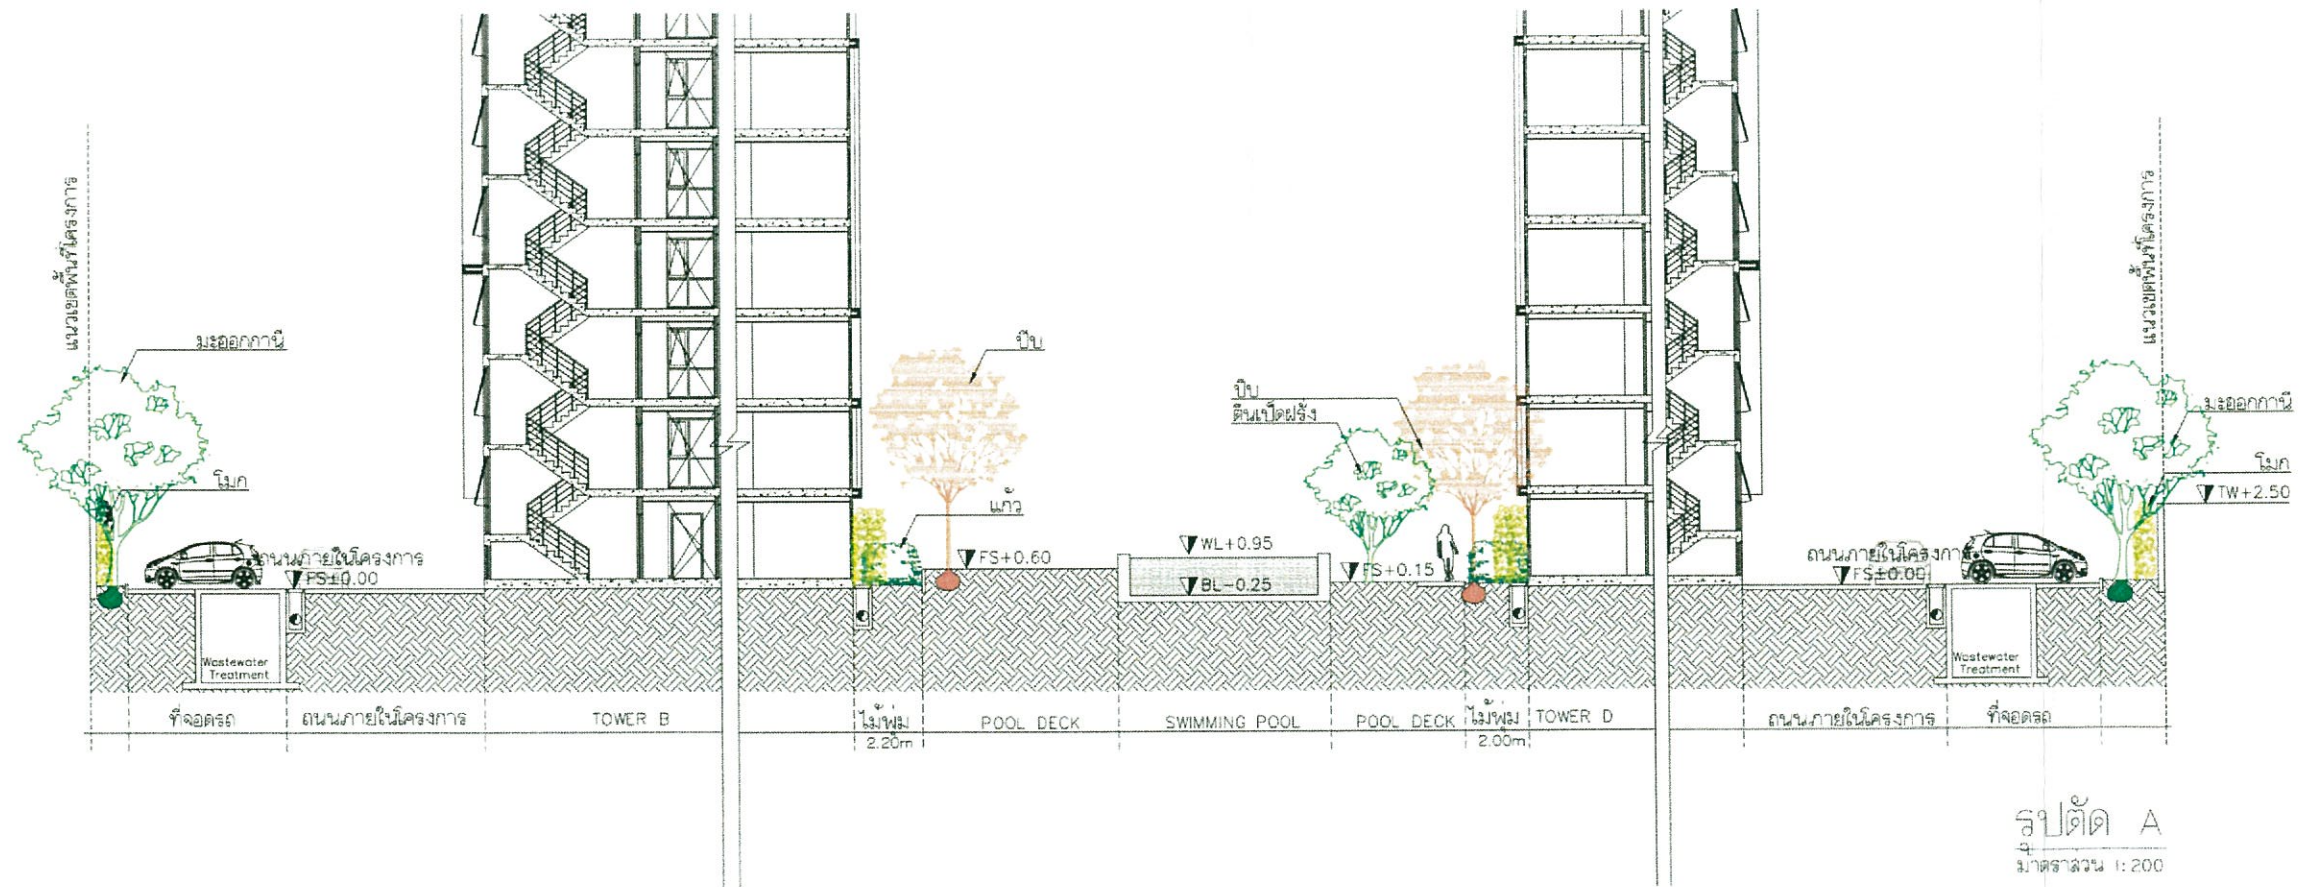 แนวเขตพื้นที่โครงการ
แนวเขตพื้นที่โครงการ
มะฮอกกานี
ปีบ
ปีบ
ตีนเป็ดฝรั่ง
มะฮอกกานี
โมก
โมก
TW+2.50
แก้ว
ถนนภายในโครงการ
FS±0.00
FS+0.60
WL+0.95
BL-0.25
FS+0.15
ถนนภายในโครงการ
FS±0.00
Wastewater
Treatment
Wastewater
Treatment
ที่จอดรถ ถนนภายในโครงการ TOWER B ไม้พุ่ม POOL DECK SWIMMING POOL POOL DECK ไม้พุ่ม TOWER D ถนนภายในโครงการ ที่จอดรถ
2.20m 2.00m
รูปตัด A
มาตราส่วน 1:200